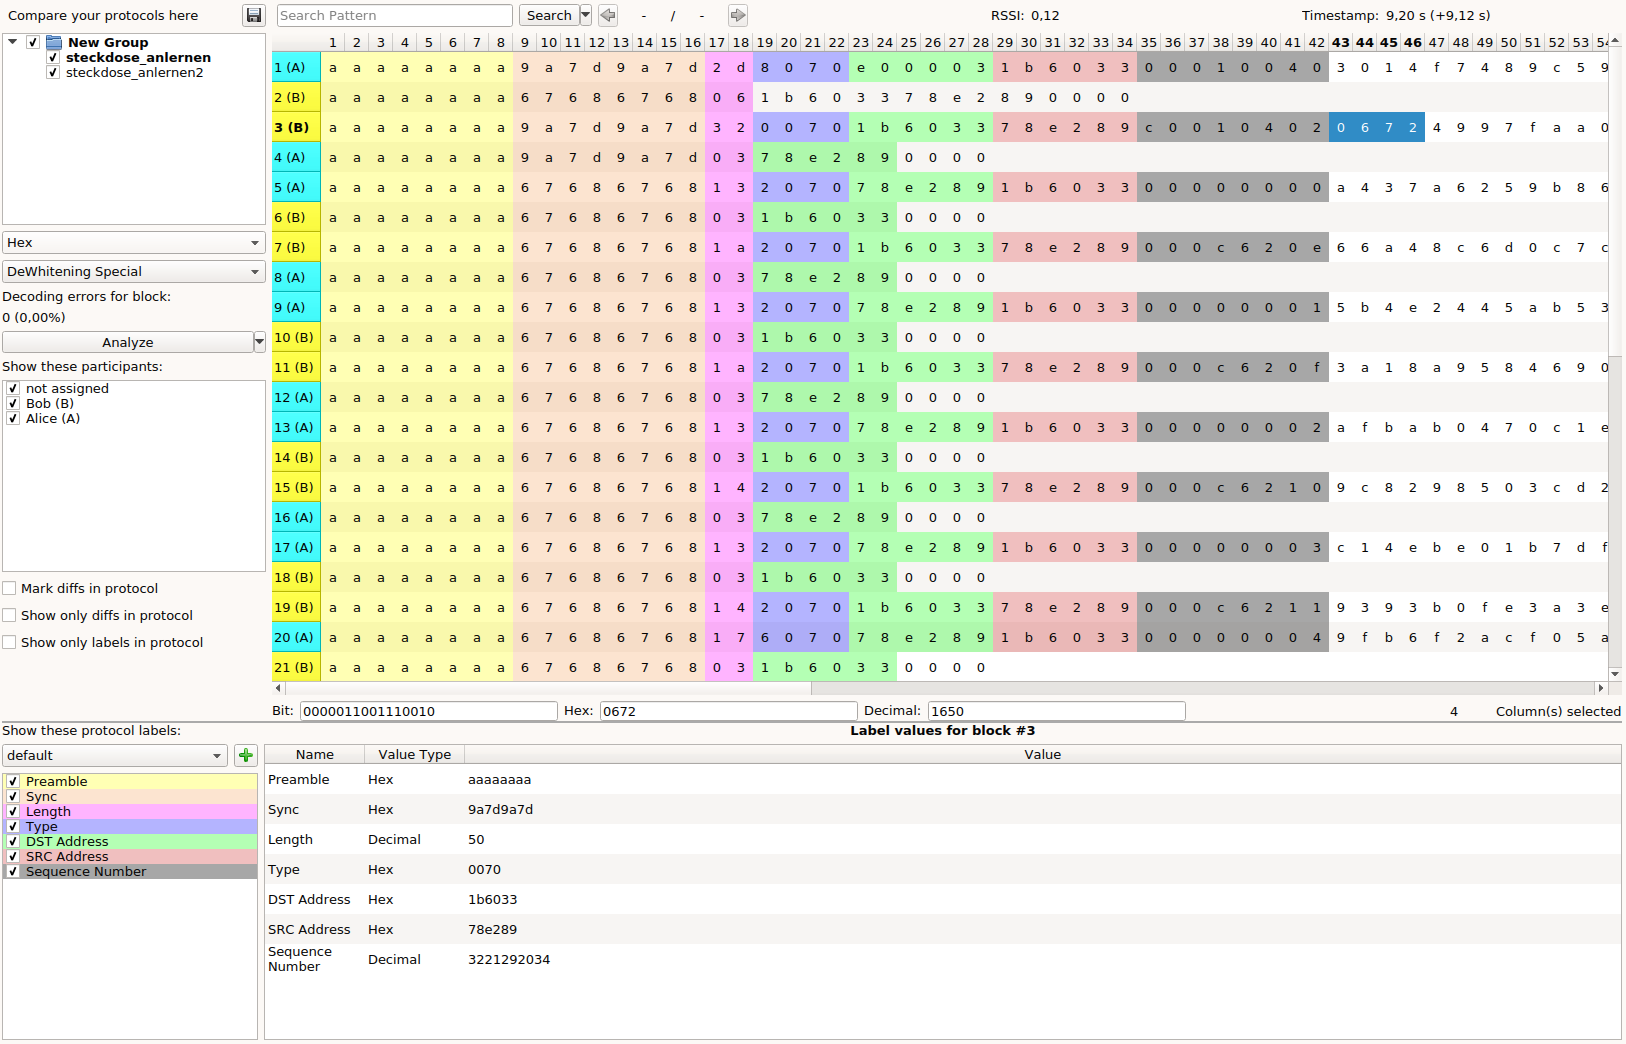 Compare your protocols here
Search Pattern Search - / - RSSI: 0,12 Timestamp: 9,20 s (+9,12 s)
New Group
steckdose_anlernen
steckdose_anlernen2
Hex
DeWhitening Special
Decoding errors for block:
0 (0,00%)
Analyze
Show these participants:
not assigned
Bob (B)
Alice (A)
Mark diffs in protocol
Show only diffs in protocol
Show only labels in protocol
1 2 3 4 5 6 7 8 9 10 11 12 13 14 15 16 17 18 19 20 21 22 23 24 25 26 27 28 29 30 31 32 33 34 35 36 37 38 39 40 41 42 43 44 45 46 47 48 49 50 51 52 53 54
1 (A) a a a a a a a a 9 a 7 d 9 a 7 d 2 d 8 0 7 0 e 0 0 0 0 3 1 b 6 0 3 3 0 0 0 1 0 0 4 0 3 0 1 4 f 7 4 8 9 c 5 9
2 (B) a a a a a a a a 6 7 6 8 6 7 6 8 0 6 1 b 6 0 3 3 7 8 e 2 8 9 0 0 0 0
3 (B) a a a a a a a a 9 a 7 d 9 a 7 d 3 2 0 0 7 0 1 b 6 0 3 3 7 8 e 2 8 9 c 0 0 1 0 4 0 2 0 6 7 2 4 9 9 7 f a a 0
4 (A) a a a a a a a a 9 a 7 d 9 a 7 d 0 3 7 8 e 2 8 9 0 0 0 0
5 (A) a a a a a a a a 6 7 6 8 6 7 6 8 1 3 2 0 7 0 7 8 e 2 8 9 1 b 6 0 3 3 0 0 0 0 0 0 0 0 a 4 3 7 a 6 2 5 9 b 8 6
6 (B) a a a a a a a a 6 7 6 8 6 7 6 8 0 3 1 b 6 0 3 3 0 0 0 0
7 (B) a a a a a a a a 6 7 6 8 6 7 6 8 1 a 2 0 7 0 1 b 6 0 3 3 7 8 e 2 8 9 0 0 0 c 6 2 0 e 6 6 a 4 8 c 6 d 0 c 7 c
8 (A) a a a a a a a a 6 7 6 8 6 7 6 8 0 3 7 8 e 2 8 9 0 0 0 0
9 (A) a a a a a a a a 6 7 6 8 6 7 6 8 1 3 2 0 7 0 7 8 e 2 8 9 1 b 6 0 3 3 0 0 0 0 0 0 0 1 5 b 4 e 2 4 4 5 a b 5 3
10 (B) a a a a a a a a 6 7 6 8 6 7 6 8 0 3 1 b 6 0 3 3 0 0 0 0
11 (B) a a a a a a a a 6 7 6 8 6 7 6 8 1 a 2 0 7 0 1 b 6 0 3 3 7 8 e 2 8 9 0 0 0 c 6 2 0 f 3 a 1 8 a 9 5 8 4 6 9 0
12 (A) a a a a a a a a 6 7 6 8 6 7 6 8 0 3 7 8 e 2 8 9 0 0 0 0
13 (A) a a a a a a a a 6 7 6 8 6 7 6 8 1 3 2 0 7 0 7 8 e 2 8 9 1 b 6 0 3 3 0 0 0 0 0 0 0 2 a f b a b 0 4 7 0 c 1 e
14 (B) a a a a a a a a 6 7 6 8 6 7 6 8 0 3 1 b 6 0 3 3 0 0 0 0
15 (B) a a a a a a a a 6 7 6 8 6 7 6 8 1 4 2 0 7 0 1 b 6 0 3 3 7 8 e 2 8 9 0 0 0 c 6 2 1 0 9 c 8 2 9 8 5 0 3 c d 2
16 (A) a a a a a a a a 6 7 6 8 6 7 6 8 0 3 7 8 e 2 8 9 0 0 0 0
17 (A) a a a a a a a a 6 7 6 8 6 7 6 8 1 3 2 0 7 0 7 8 e 2 8 9 1 b 6 0 3 3 0 0 0 0 0 0 0 3 c 1 4 e b e 0 1 b 7 d f
18 (B) a a a a a a a a 6 7 6 8 6 7 6 8 0 3 1 b 6 0 3 3 0 0 0 0
19 (B) a a a a a a a a 6 7 6 8 6 7 6 8 1 4 2 0 7 0 1 b 6 0 3 3 7 8 e 2 8 9 0 0 0 c 6 2 1 1 9 3 9 3 b 0 f e 3 a 3 e
20 (A) a a a a a a a a 6 7 6 8 6 7 6 8 1 7 6 0 7 0 7 8 e 2 8 9 1 b 6 0 3 3 0 0 0 0 0 0 0 4 9 f b 6 f 2 a c f 0 5 a
21 (B) a a a a a a a a 6 7 6 8 6 7 6 8 0 3 1 b 6 0 3 3 0 0 0 0
Bit: 0000011001110010 Hex: 0672 Decimal: 1650 4 Column(s) selected
Show these protocol labels:
default
Preamble
Sync
Length
Type
DST Address
SRC Address
Sequence Number
Label values for block #3
Name Value Type Value
Preamble Hex aaaaaaaa
Sync Hex 9a7d9a7d
Length Decimal 50
Type Hex 0070
DST Address Hex 1b6033
SRC Address Hex 78e289
Sequence
Number Decimal 3221292034